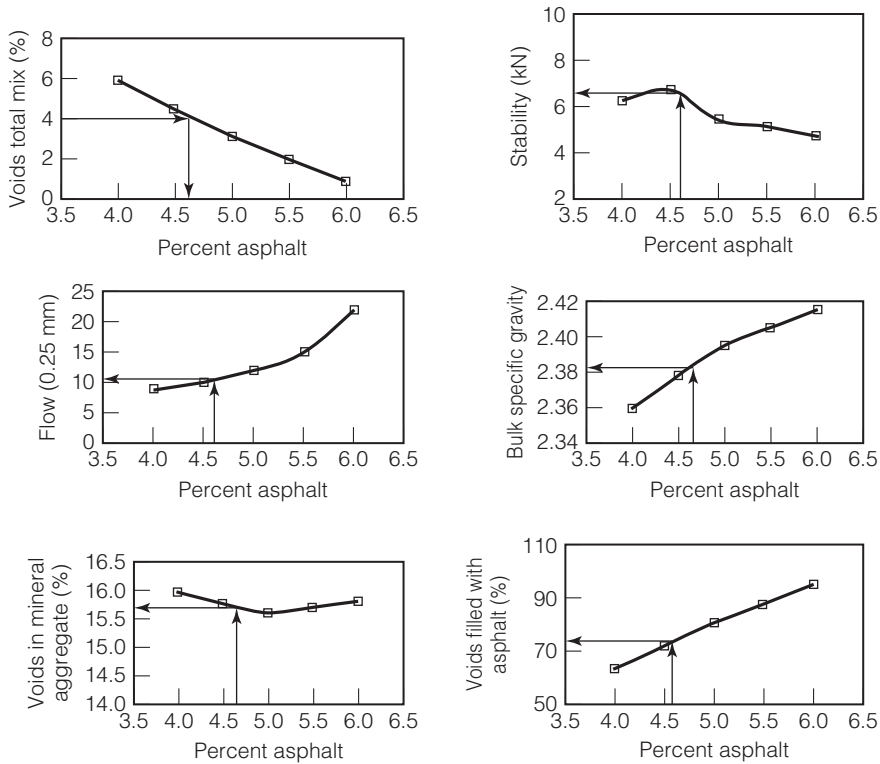 Voids total mix (%)
8
6
4
2
0
3.5 4.0 4.5 5.0 5.5 6.0 6.5
Percent asphalt
Stability (kN)
10
8
6
4
2
3.5 4.0 4.5 5.0 5.5 6.0 6.5
Percent asphalt
Flow (0.25 mm)
25
20
15
10
5
0
3.5 4.0 4.5 5.0 5.5 6.0 6.5
Percent asphalt
Bulk specific gravity
2.42
2.40
2.38
2.36
2.34
3.5 4.0 4.5 5.0 5.5 6.0 6.5
Percent asphalt
Voids in mineral
aggregate (%)
16.5
16.0
15.5
15.0
14.5
14.0
3.5 4.0 4.5 5.0 5.5 6.0 6.5
Percent asphalt
Voids filled with
asphalt (%)
110
90
70
50
3.5 4.0 4.5 5.0 5.5 6.0 6.5
Percent asphalt